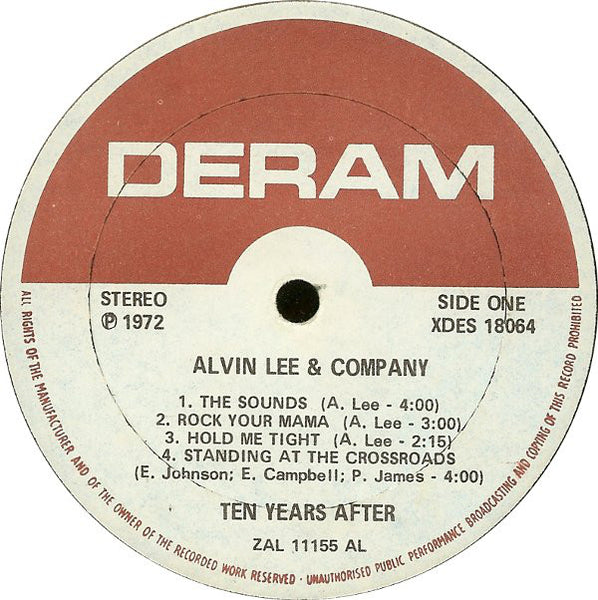 DERAM
STEREO
Ⓟ 1972
SIDE ONE
XDES 18064
ALVIN LEE & COMPANY
1. THE SOUNDS (A. Lee - 4:00)
2. ROCK YOUR MAMA (A. Lee - 3:00)
3. HOLD ME TIGHT (A. Lee - 2:15)
4. STANDING AT THE CROSSROADS
(E. Johnson; E. Campbell; P. James - 4:00)
TEN YEARS AFTER
ZAL 11155 AL
ALL RIGHTS OF THE MANUFACTURER AND OF THE OWNER OF THE RECORDED WORK RESERVED · UNAUTHORISED PUBLIC PERFORMANCE BROADCASTING AND COPYING OF THIS RECORD PROHIBITED